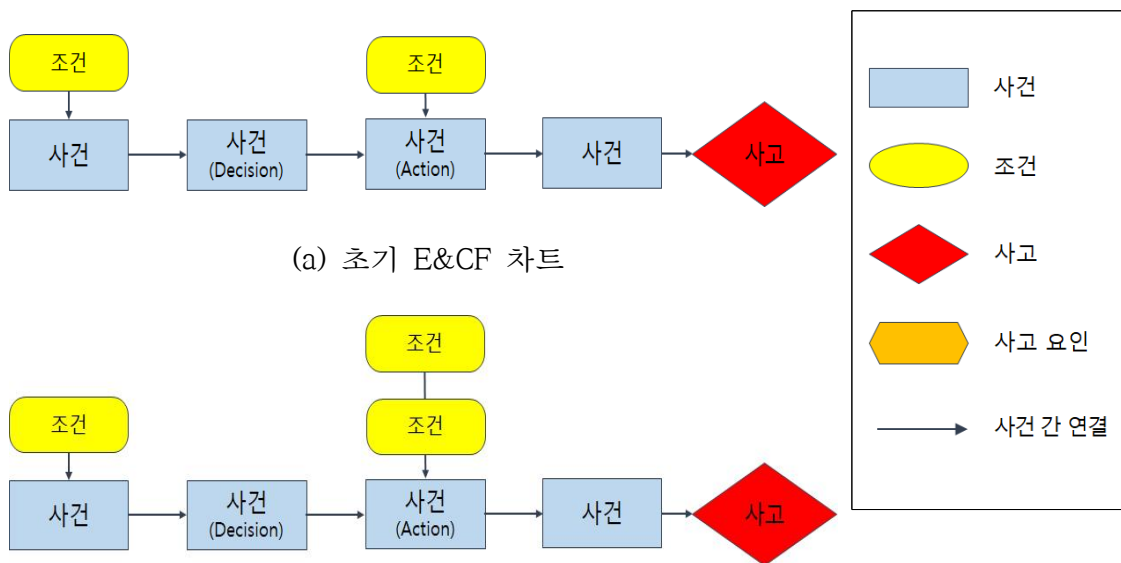 조건
조건
사건
사건
(Decision)
사건
(Action)
사건
사고
(a) 초기 E&CF 차트
조건
조건
조건
사건
사건
(Decision)
사건
(Action)
사건
사고
사건
조건
사고
사고 요인
사건 간 연결